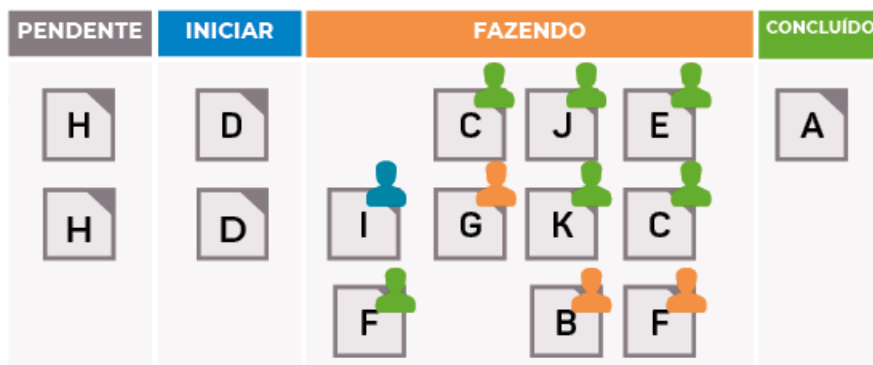 PENDENTE INICIAR FAZENDO CONCLUÍDO
H D C J E A
H D I G K C
F B F